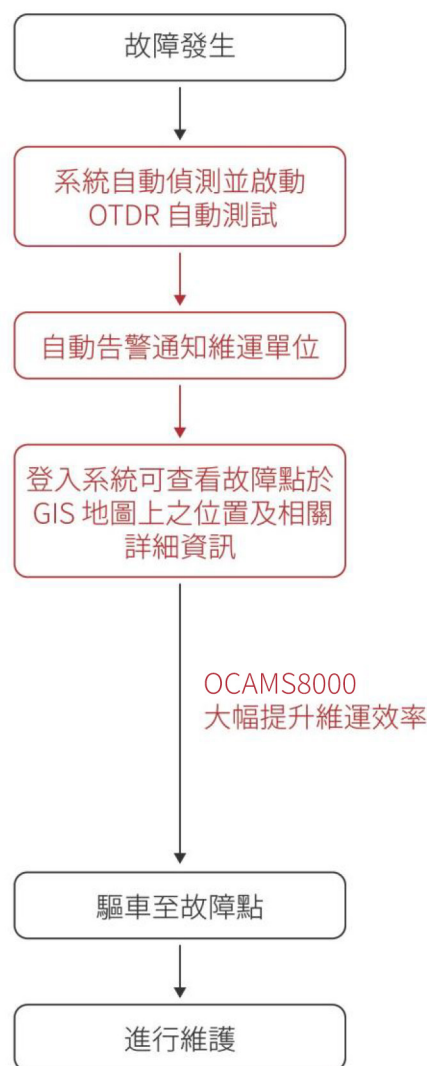 故障發生
系統自動偵測並啟動
OTDR 自動測試
自動告警通知維運單位
登入系統可查看故障點於
GIS 地圖上之位置及相關
詳細資訊
OCAMS8000
大幅提升維運效率
驅車至故障點
進行維護